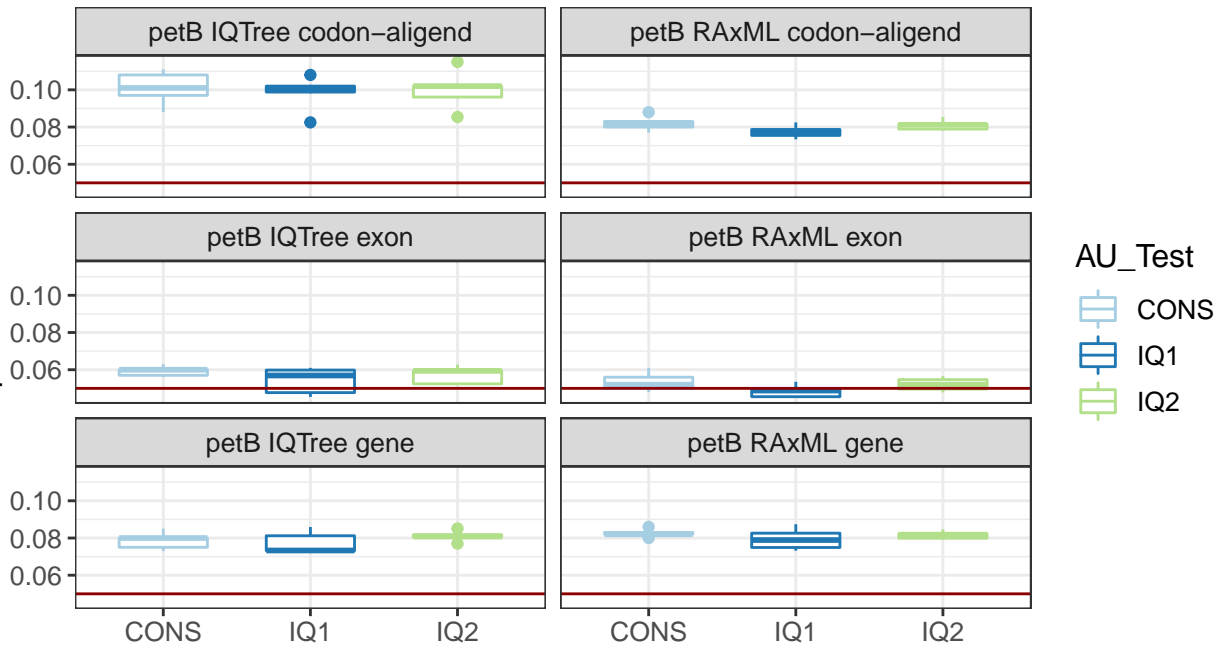 petB IQTree codon−aligend
petB RAxML codon−aligend
0.10
0.08
0.06
petB IQTree exon
petB RAxML exon
0.10
0.08
0.06
petB IQTree gene
petB RAxML gene
0.10
0.08
0.06
CONS IQ1 IQ2
CONS IQ1 IQ2
AU_Test
CONS
IQ1
IQ2